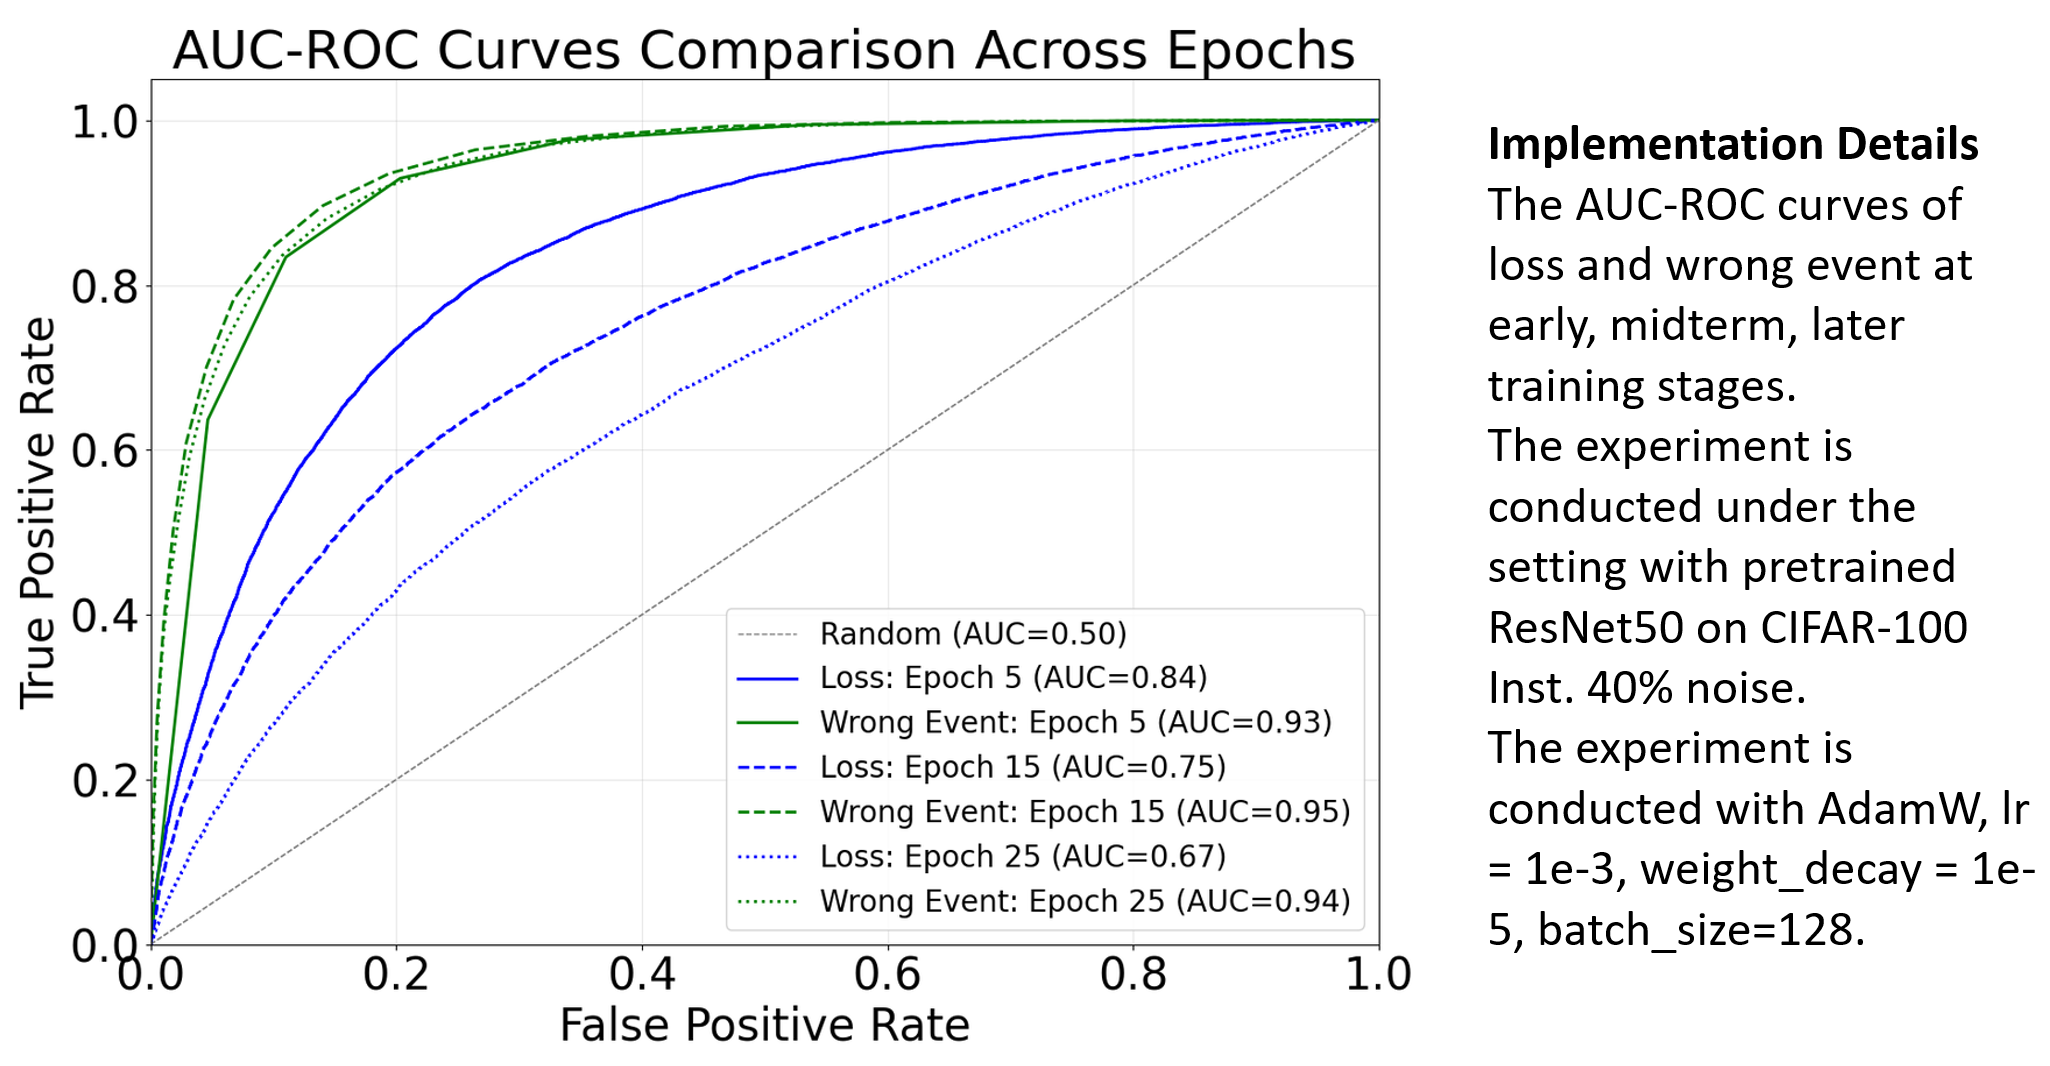 AUC-ROC Curves Comparison Across Epochs
1.0
0.8
0.6
0.4
0.2
0.0
True Positive Rate
0.0 0.2 0.4 0.6 0.8 1.0
False Positive Rate
Random (AUC=0.50)
Loss: Epoch 5 (AUC=0.84)
Wrong Event: Epoch 5 (AUC=0.93)
Loss: Epoch 15 (AUC=0.75)
Wrong Event: Epoch 15 (AUC=0.95)
Loss: Epoch 25 (AUC=0.67)
Wrong Event: Epoch 25 (AUC=0.94)
Implementation Details
The AUC-ROC curves of
loss and wrong event at
early, midterm, later
training stages.
The experiment is
conducted under the
setting with pretrained
ResNet50 on CIFAR-100
Inst. 40% noise.
The experiment is
conducted with AdamW, lr
= 1e-3, weight_decay = 1e-
5, batch_size=128.